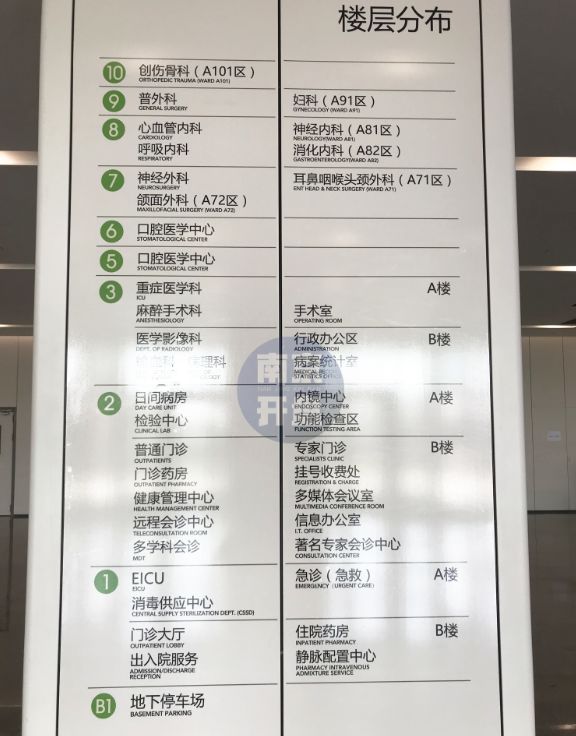 楼层分布
10 创伤骨科（A101区）
ORTHOPEDIC TRAUMA (WARD A101)
9 普外科 妇科（A91区）
GENERAL SURGERY GYNECOLOGY (WARD A91)
8 心血管内科 神经内科（A81区）
CARDIOLOGY NEUROLOGY(WARD A81)
呼吸内科 消化内科（A82区）
RESPIRATORY GASTROENTEROLOGY(WARD A82)
7 神经外科 耳鼻咽喉头颈外科（A71区）
NEUROSURGERY ENT HEAD & NECK SURGERY (WARD A71)
颌面外科（A72区）
MAXILLOFACIAL SURGERY (WARD A72)
6 口腔医学中心
STOMATOLOGICAL CENTER
5 口腔医学中心
STOMATOLOGICAL CENTER
3 重症医学科 A楼
ICU
麻醉手术科 手术室
ANESTHESIOLOGY OPERATING ROOM
医学影像科 行政办公区 B楼
DEPT. OF RADIOLOGY ADMINISTRATION
输血科 病理科 病案统计室
2 日间病房 内镜中心 A楼
DAY CARE UNIT ENDOSCOPY CENTER
检验中心 功能检查区
CLINICAL LAB FUNCTION TESTING AREA
普通门诊 专家门诊 B楼
OUTPATIENTS SPECIALISTS CLINIC
门诊药房 挂号收费处
OUTPATIENT PHARMACY REGISTRATION & CHARGE
健康管理中心 多媒体会议室
HEALTH MANAGEMENT CENTER MULTIMEDIA CONFERENCE ROOM
远程会诊中心 信息办公室
TELECONSULTATION ROOM I.T. OFFICE
多学科会诊 著名专家会诊中心
MDT CONSULTATION CENTER
1 EICU 急诊（急救） A楼
EICU EMERGENCY (URGENT CARE)
消毒供应中心
CENTRAL SUPPLY STERILIZATION DEPT. (CSSD)
门诊大厅 住院药房 B楼
OUTPATIENT LOBBY INPATIENT PHARMACY
出入院服务 静脉配置中心
ADMISSION/DISCHARGE RECEPTION PHARMACY INTRAVENOUS ADMIXTURE SERVICE
B1 地下停车场
BASEMENT PARKING